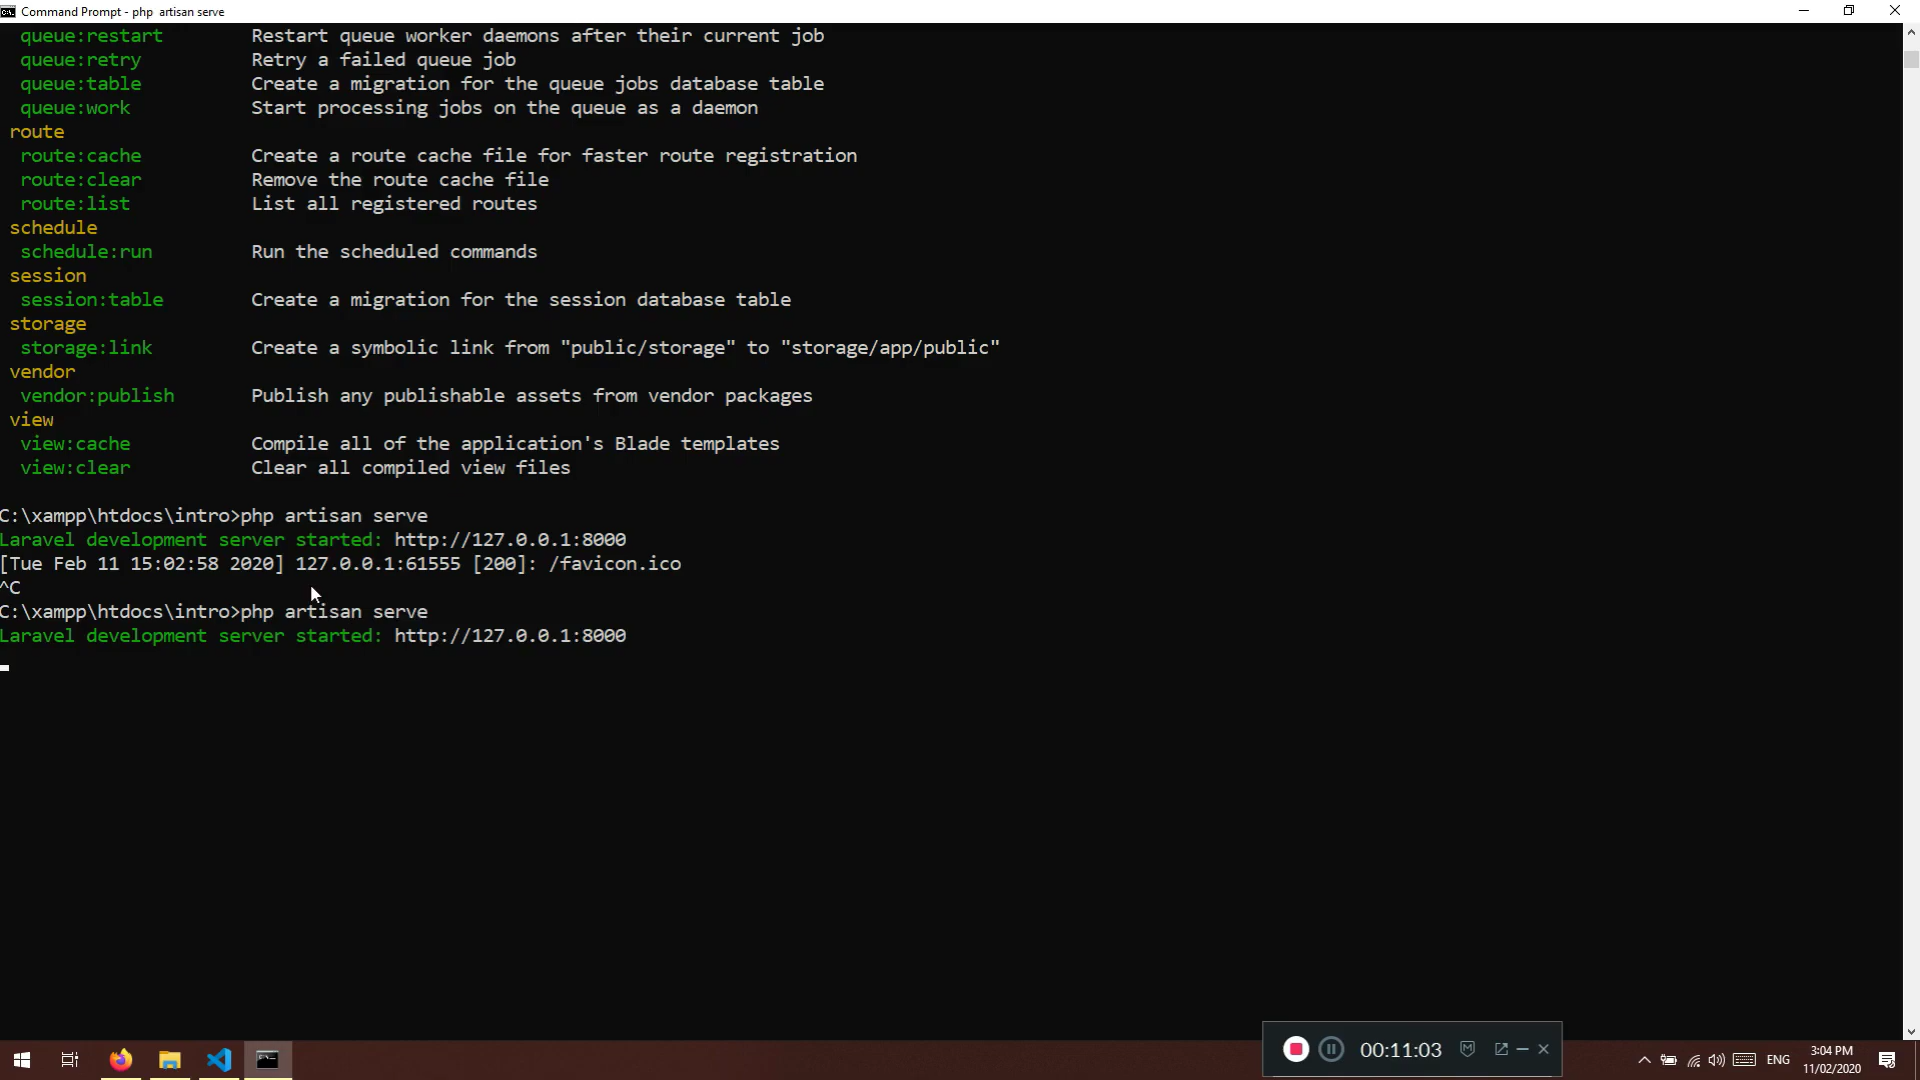 Command Prompt - php  artisan serve
queue:restart Restart queue worker daemons after their current job
queue:retry Retry a failed queue job
queue:table Create a migration for the queue jobs database table
queue:work Start processing jobs on the queue as a daemon
route
route:cache Create a route cache file for faster route registration
route:clear Remove the route cache file
route:list List all registered routes
schedule
schedule:run Run the scheduled commands
session
session:table Create a migration for the session database table
storage
storage:link Create a symbolic link from "public/storage" to "storage/app/public"
vendor
vendor:publish Publish any publishable assets from vendor packages
view
view:cache Compile all of the application's Blade templates
view:clear Clear all compiled view files
C:\xampp\htdocs\intro>php artisan serve
Laravel development server started: http://127.0.0.1:8000
[Tue Feb 11 15:02:58 2020] 127.0.0.1:61555 [200]: /favicon.ico
^C
C:\xampp\htdocs\intro>php artisan serve
Laravel development server started: http://127.0.0.1:8000
00:11:03
ENG
3:04 PM
11/02/2020